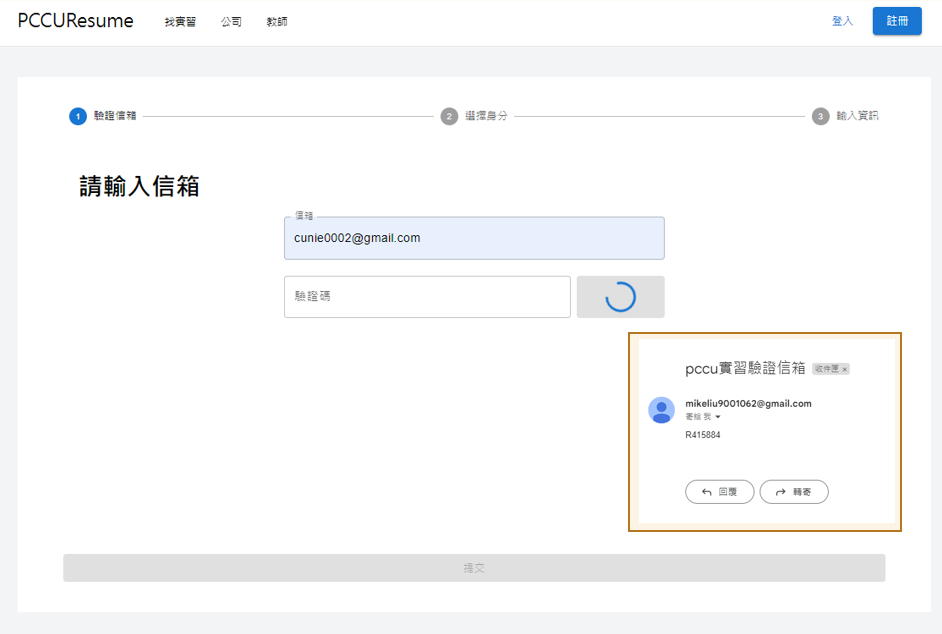 PCCUResume 找實習 公司 教師 登入 註冊
1 驗證信箱 2 選擇身分 3 輸入資訊
請輸入信箱
信箱
cunie0002@gmail.com
驗證碼
pccu實習驗證信箱 收件匣 ×
mikeliu9001062@gmail.com
寄給 我
R415884
回覆 轉寄
提交